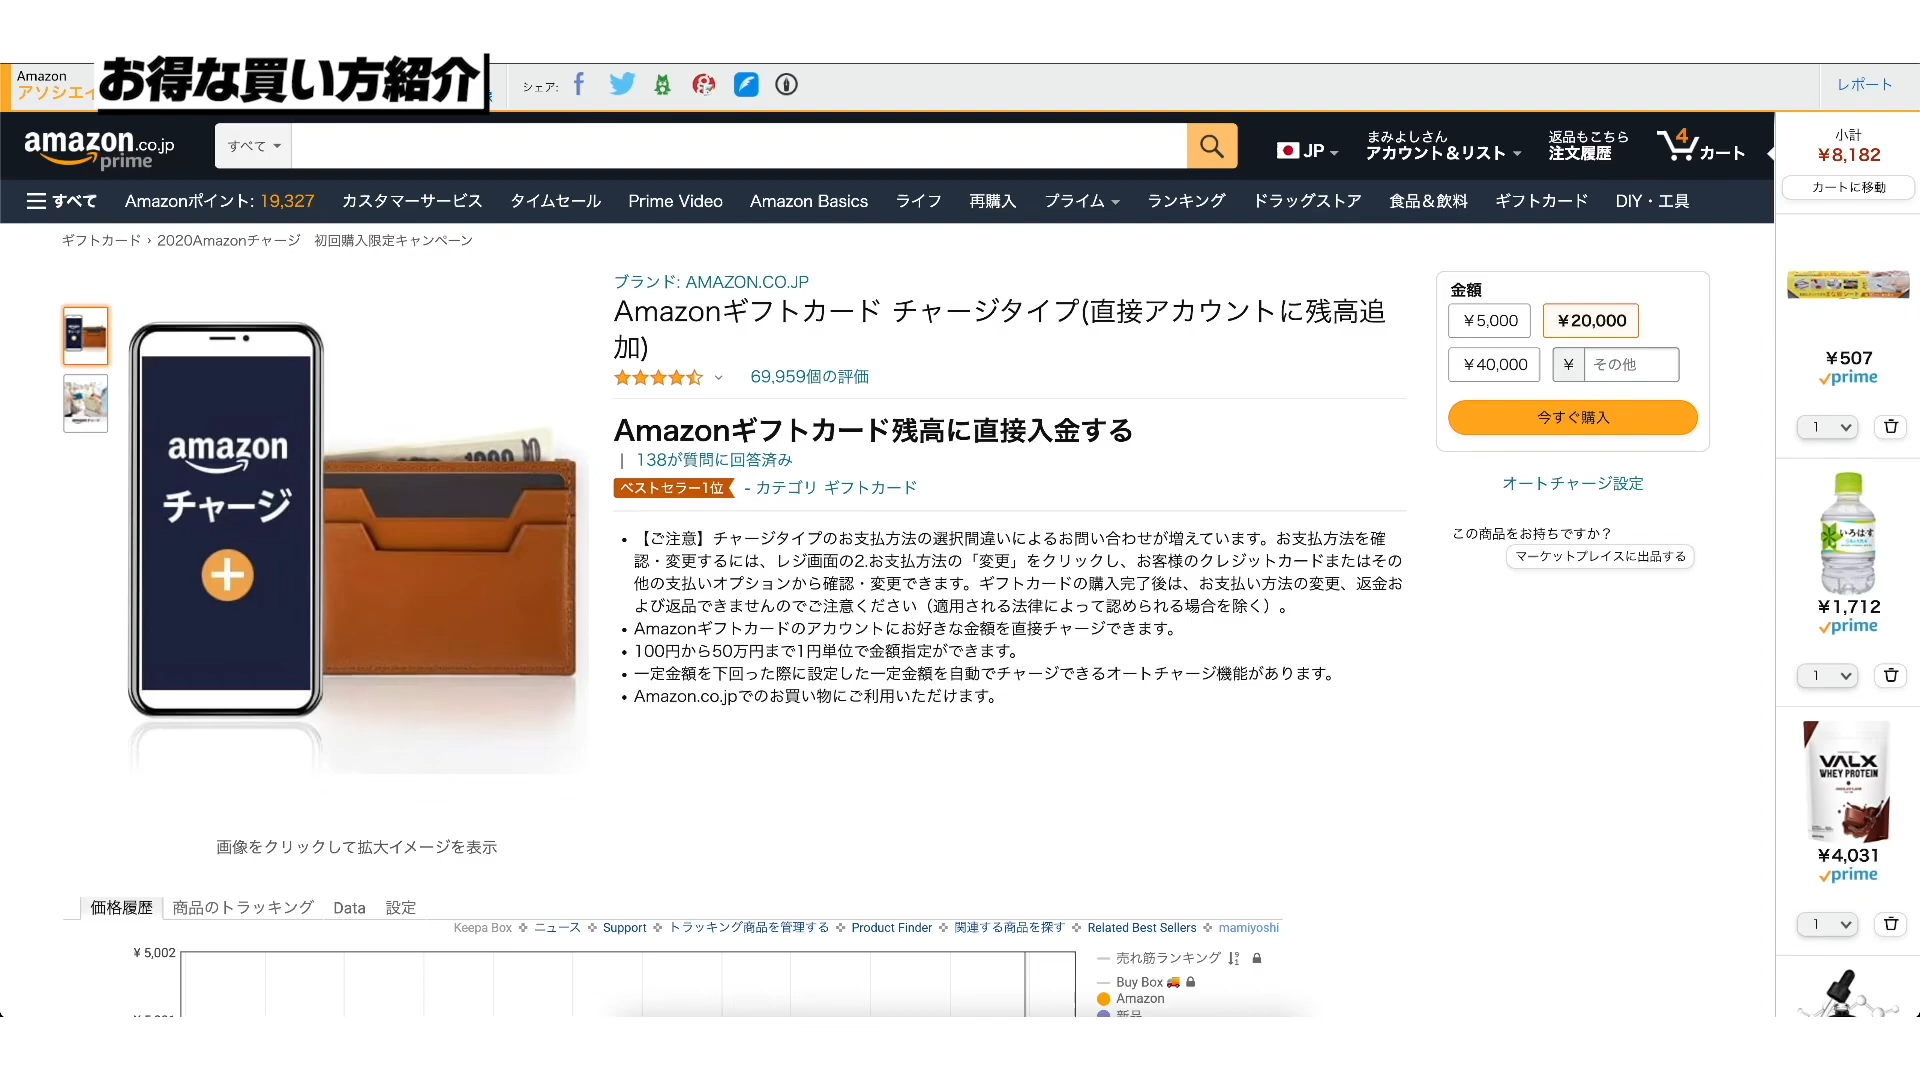 お得な買い方紹介
Amazon
アソシエイ
シェア:
レポート
amazon.co.jp
prime
すべて
JP
まみよしさん
アカウント＆リスト
返品もこちら
注文履歴
4
カート
小計
¥8,182
カートに移動
すべて
Amazonポイント: 19,327
カスタマーサービス
タイムセール
Prime Video
Amazon Basics
ライフ
再購入
プライム
ランキング
ドラッグストア
食品＆飲料
ギフトカード
DIY・工具
ギフトカード › 2020Amazonチャージ 初回購入限定キャンペーン
amazon
チャージ
ブランド: AMAZON.CO.JP
Amazonギフトカード チャージタイプ(直接アカウントに残高追
加)
69,959個の評価
Amazonギフトカード残高に直接入金する
| 138が質問に回答済み
ベストセラー1位 - カテゴリ ギフトカード
• 【ご注意】チャージタイプのお支払方法の選択間違いによるお問い合わせが増えています。お支払方法を確
認・変更するには、レジ画面の2.お支払方法の「変更」をクリックし、お客様のクレジットカードまたはその
他の支払いオプションから確認・変更できます。ギフトカードの購入完了後は、お支払い方法の変更、返金お
よび返品できませんのでご注意ください（適用される法律によって認められる場合を除く）。
• Amazonギフトカードのアカウントにお好きな金額を直接チャージできます。
• 100円から50万円まで1円単位で金額指定ができます。
• 一定金額を下回った際に設定した一定金額を自動でチャージできるオートチャージ機能があります。
• Amazon.co.jpでのお買い物にご利用いただけます。
金額
¥5,000
¥20,000
¥40,000
¥ その他
今すぐ購入
オートチャージ設定
この商品をお持ちですか？
マーケットプレイスに出品する
¥507
prime
1
いろはす
¥1,712
prime
1
VALX
WHEY PROTEIN
¥4,031
prime
1
画像をクリックして拡大イメージを表示
価格履歴
商品のトラッキング
Data
設定
Keepa Box ニュース Support トラッキング商品を管理する Product Finder 関連する商品を探す Related Best Sellers mamiyoshi
¥ 5,002
売れ筋ランキング
Buy Box
Amazon
新品